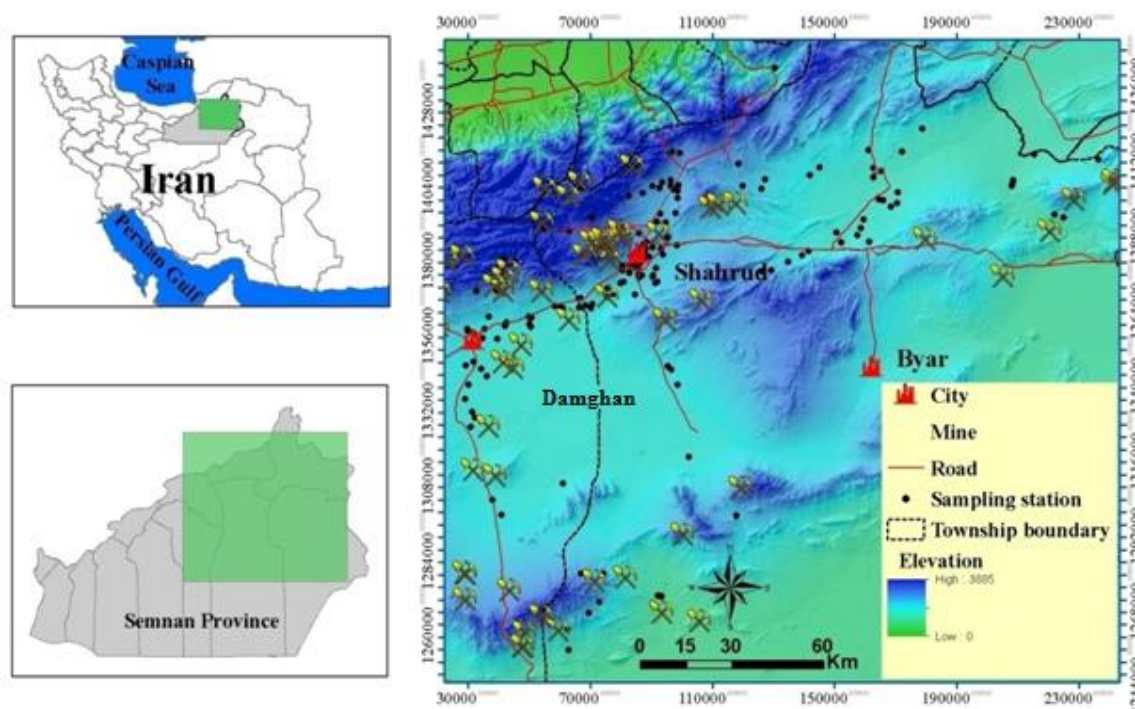 Caspian
Sea
Iran
Persian Gulf
Semnan Province
30000 70000 110000 150000 190000 230000
1428000
1404000
1380000
1356000
1332000
1308000
1284000
1260000
Shahrud
Byar
Damghan
City
Mine
Road
Sampling station
Township boundary
Elevation
High : 3885
Low : 0
0 15 30 60
Km
30000 70000 110000 150000 190000 230000